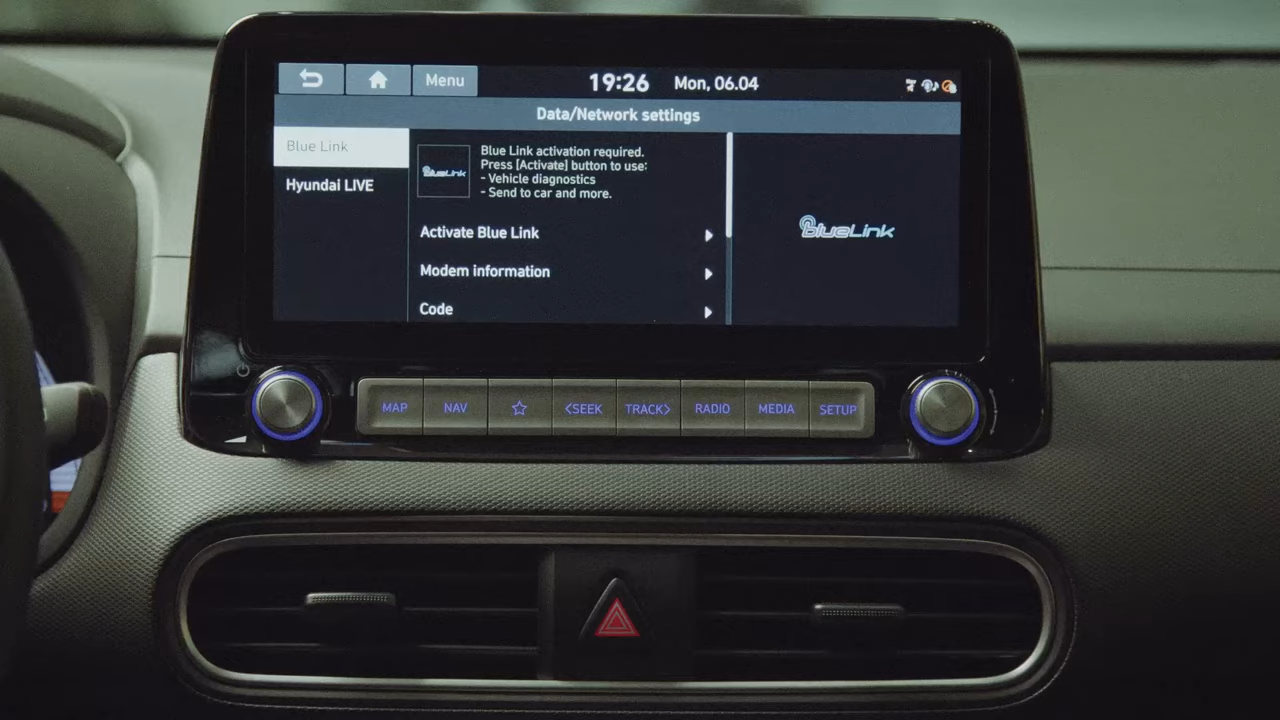 Menu
19:26 Mon, 06.04
Data/Network settings
Blue Link
Hyundai LIVE
BlueLink
Blue Link activation required.
Press [Activate] button to use:
- Vehicle diagnostics
- Send to car and more.
Activate Blue Link
Modem information
Code
BlueLink
MAP
NAV
<SEEK
TRACK>
RADIO
MEDIA
SETUP